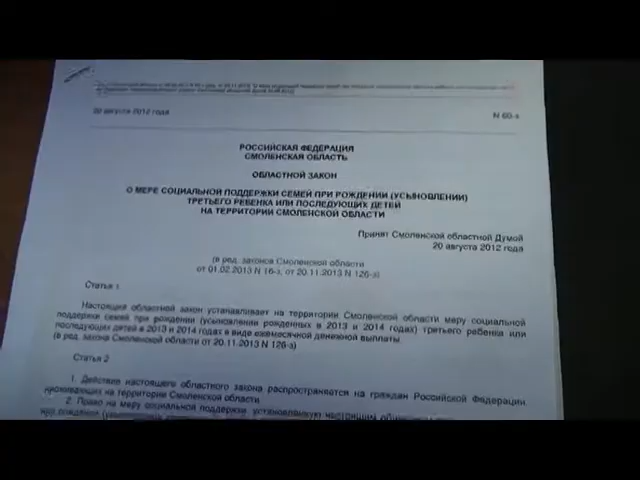 20 августа 2012 года
N 60-з
РОССИЙСКАЯ ФЕДЕРАЦИЯ
СМОЛЕНСКАЯ ОБЛАСТЬ
ОБЛАСТНОЙ ЗАКОН
О МЕРЕ СОЦИАЛЬНОЙ ПОДДЕРЖКИ СЕМЕЙ ПРИ РОЖДЕНИИ (УСЫНОВЛЕНИИ)
ТРЕТЬЕГО РЕБЕНКА ИЛИ ПОСЛЕДУЮЩИХ ДЕТЕЙ
НА ТЕРРИТОРИИ СМОЛЕНСКОЙ ОБЛАСТИ
Принят Смоленской областной Думой
20 августа 2012 года
(в ред. законов Смоленской области
от 01.02.2013 N 16-з, от 20.11.2013 N 126-з)
Статья 1
Настоящий областной закон устанавливает на территории Смоленской области меру социальной
поддержки семей при рождении (усыновлении рожденных в 2013 и 2014 годах) третьего ребенка или
последующих детей в 2013 и 2014 годах в виде ежемесячной денежной выплаты.
(в ред. закона Смоленской области от 20.11.2013 N 126-з)
Статья 2
1. Действие настоящего областного закона распространяется на граждан Российской Федерации,
проживающих на территории Смоленской области.
2. Право на меру социальной поддержки, установленную настоящим